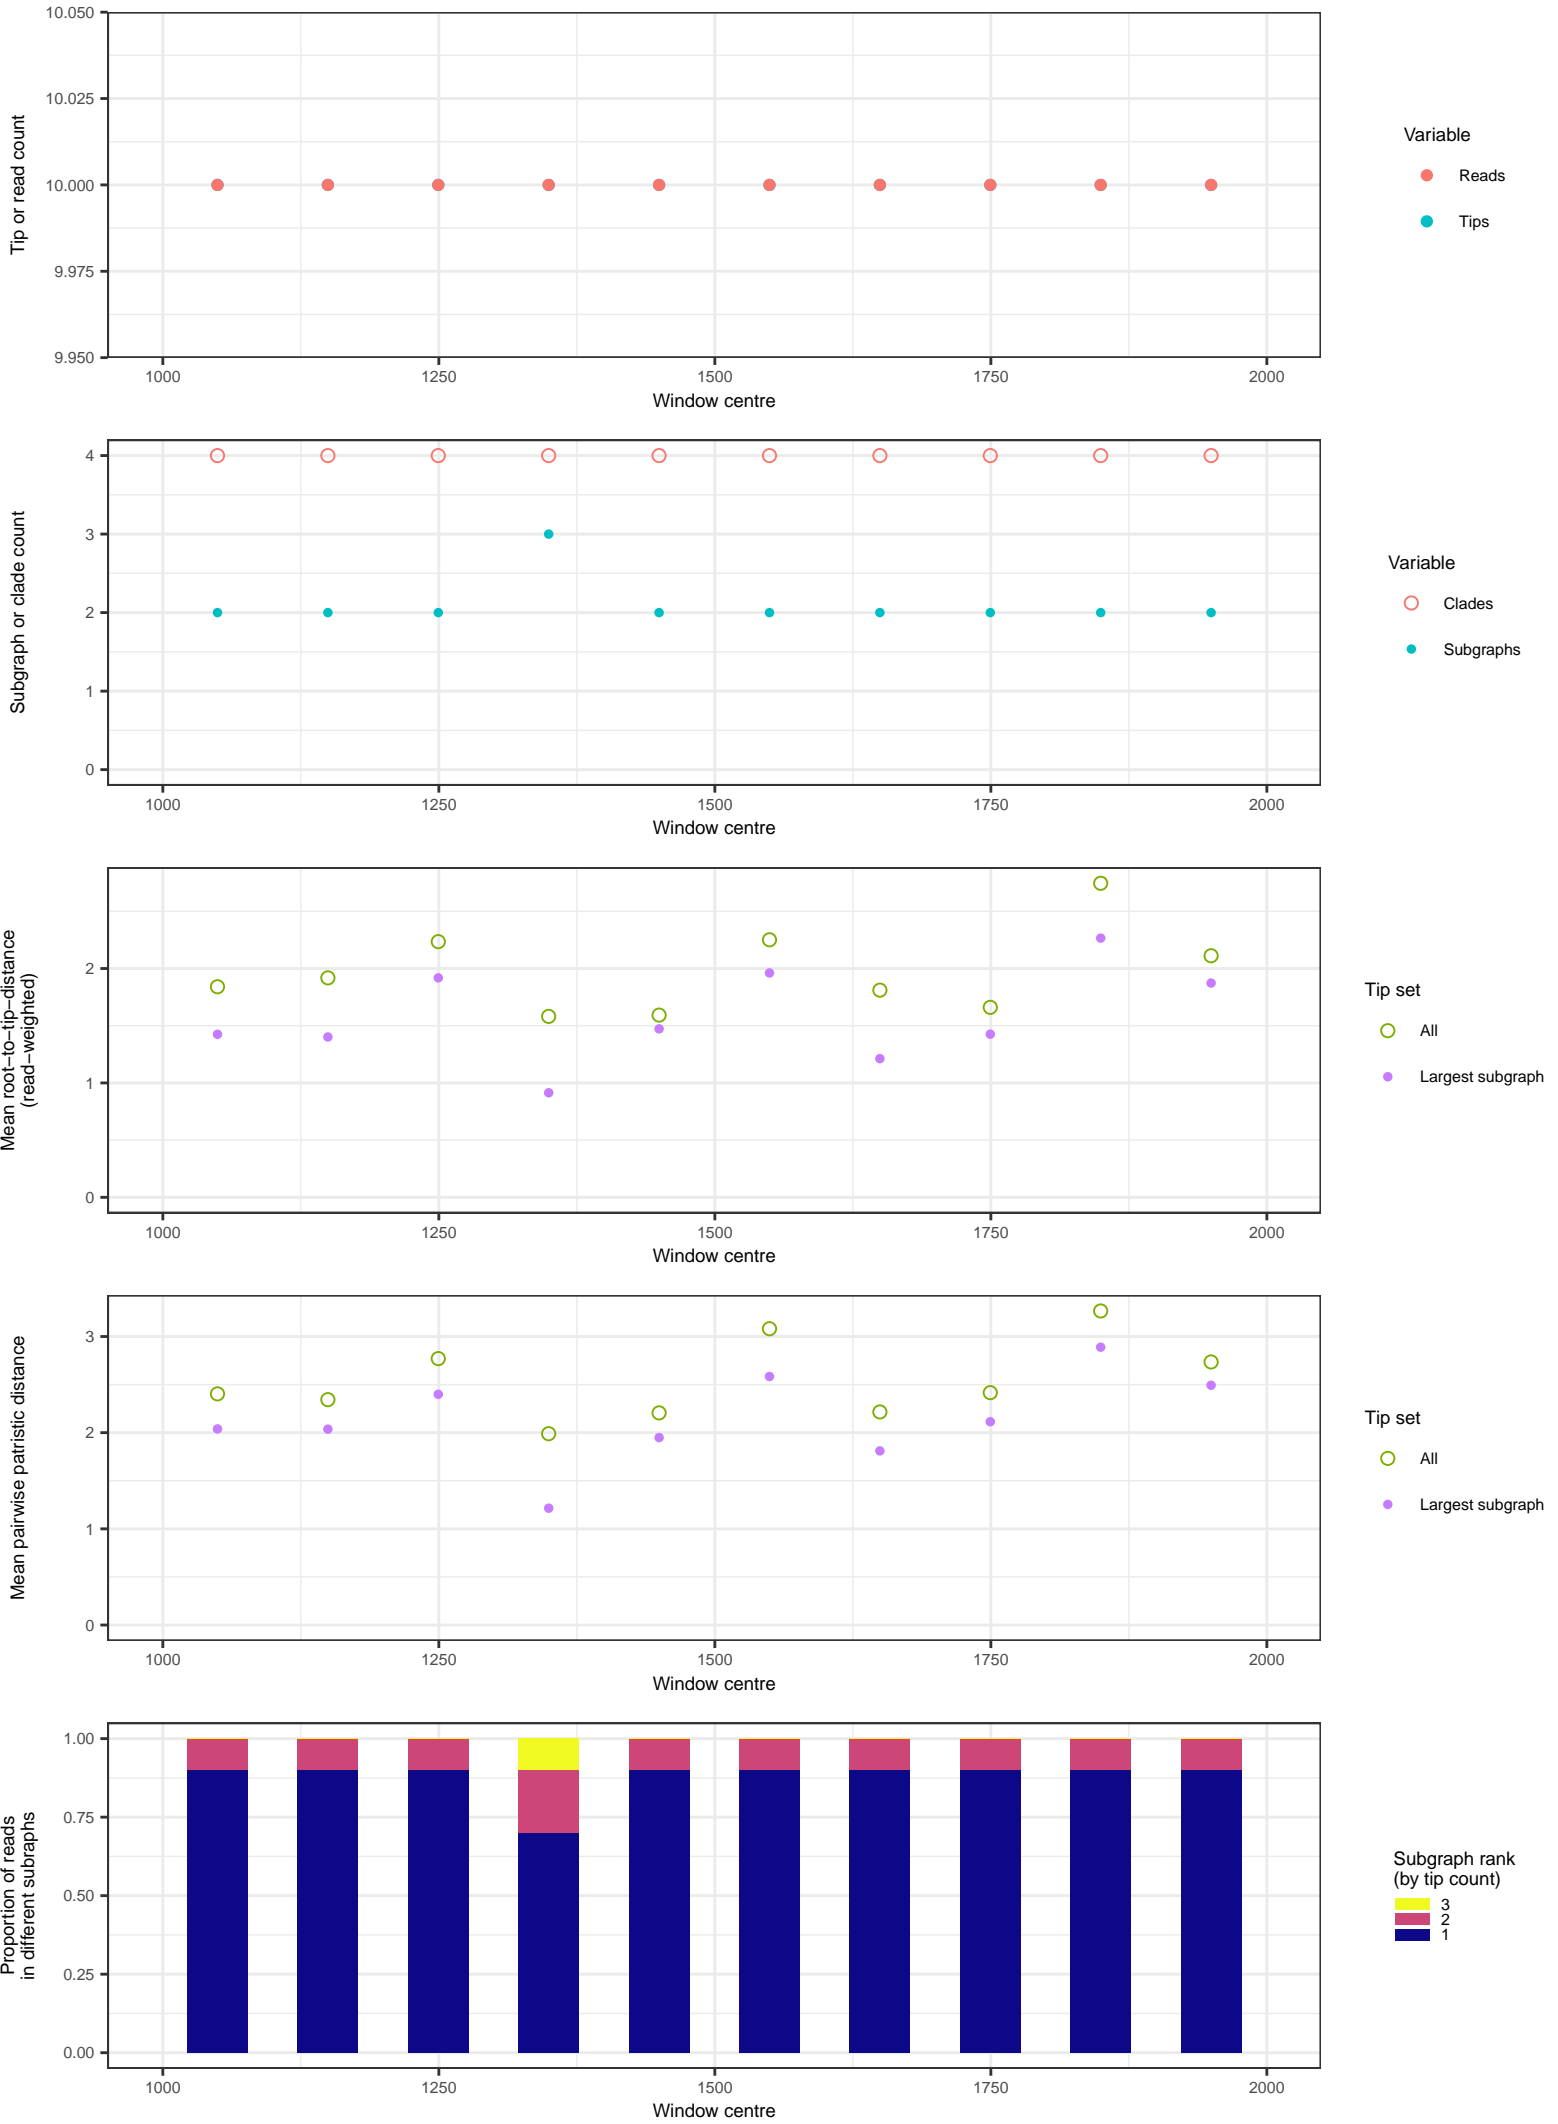 10.050
10.025
10.000
9.975
9.950
Tip or read count
1000 1250 1500 1750 2000
Window centre
Variable
Reads
Tips
4
3
2
1
0
Subgraph or clade count
1000 1250 1500 1750 2000
Window centre
Variable
Clades
Subgraphs
2
1
0
Mean root−to−tip−distance
(read−weighted)
1000 1250 1500 1750 2000
Window centre
Tip set
All
Largest subgraph
3
2
1
0
Mean pairwise patristic distance
1000 1250 1500 1750 2000
Window centre
Tip set
All
Largest subgraph
1.00
0.75
0.50
0.25
0.00
Proportion of reads
in different subraphs
1000 1250 1500 1750 2000
Window centre
Subgraph rank
(by tip count)
3
2
1